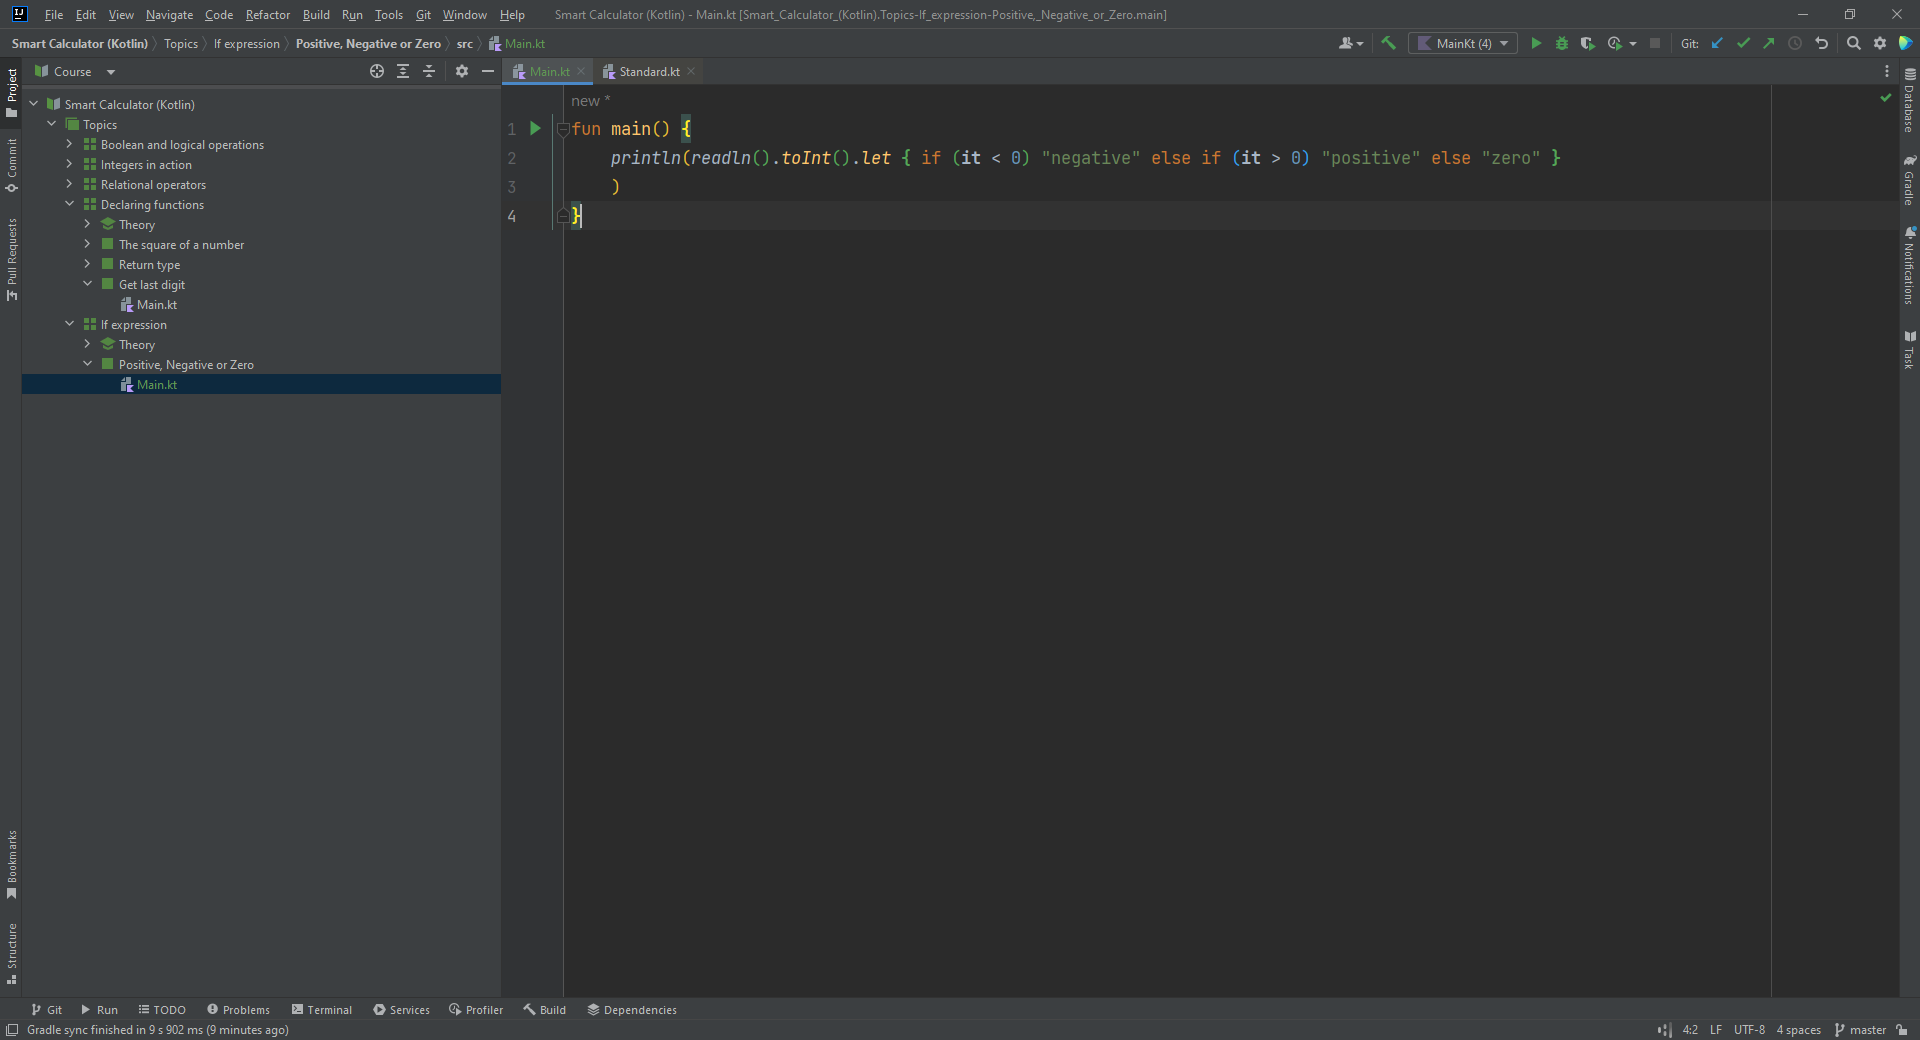 File Edit View Navigate Code Refactor Build Run Tools Git Window Help Smart Calculator (Kotlin) - Main.kt [Smart_Calculator_(Kotlin).Topics-If_expression-Positive,_Negative_or_Zero.main]
Smart Calculator (Kotlin) Topics If expression Positive, Negative or Zero src Main.kt MainKt (4) Git:
Course
Main.kt Standard.kt
Project
Commit
Pull Requests
Smart Calculator (Kotlin)
Topics
Boolean and logical operations
Integers in action
Relational operators
Declaring functions
Theory
The square of a number
Return type
Get last digit
Main.kt
If expression
Theory
Positive, Negative or Zero
Main.kt
new *
1 fun main() {
2 println(readln().toInt().let { if (it < 0) "negative" else if (it > 0) "positive" else "zero" }
3 )
4 }
Database
Gradle
Notifications
Task
Bookmarks
Structure
Git Run TODO Problems Terminal Services Profiler Build Dependencies
Gradle sync finished in 9 s 902 ms (9 minutes ago) 4:2 LF UTF-8 4 spaces master